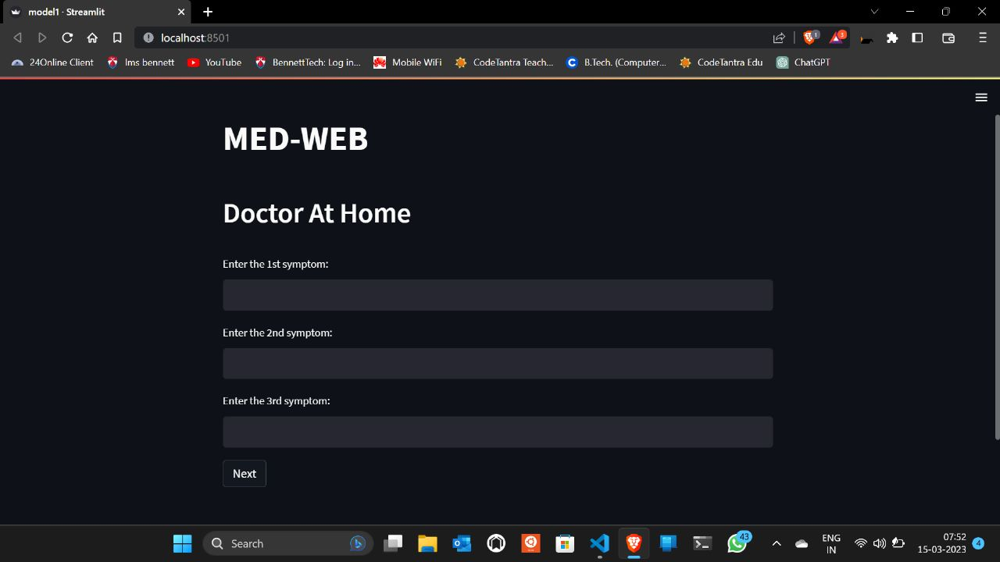 model1 · Streamlit
localhost:8501
1
3
24Online Client
lms bennett
YouTube
BennettTech: Log in...
Mobile WiFi
CodeTantra Teach...
B.Tech. (Computer...
CodeTantra Edu
ChatGPT
MED-WEB
Doctor At Home
Enter the 1st symptom:
Enter the 2nd symptom:
Enter the 3rd symptom:
Next
Search
43
ENG
IN
07:52
15-03-2023
4